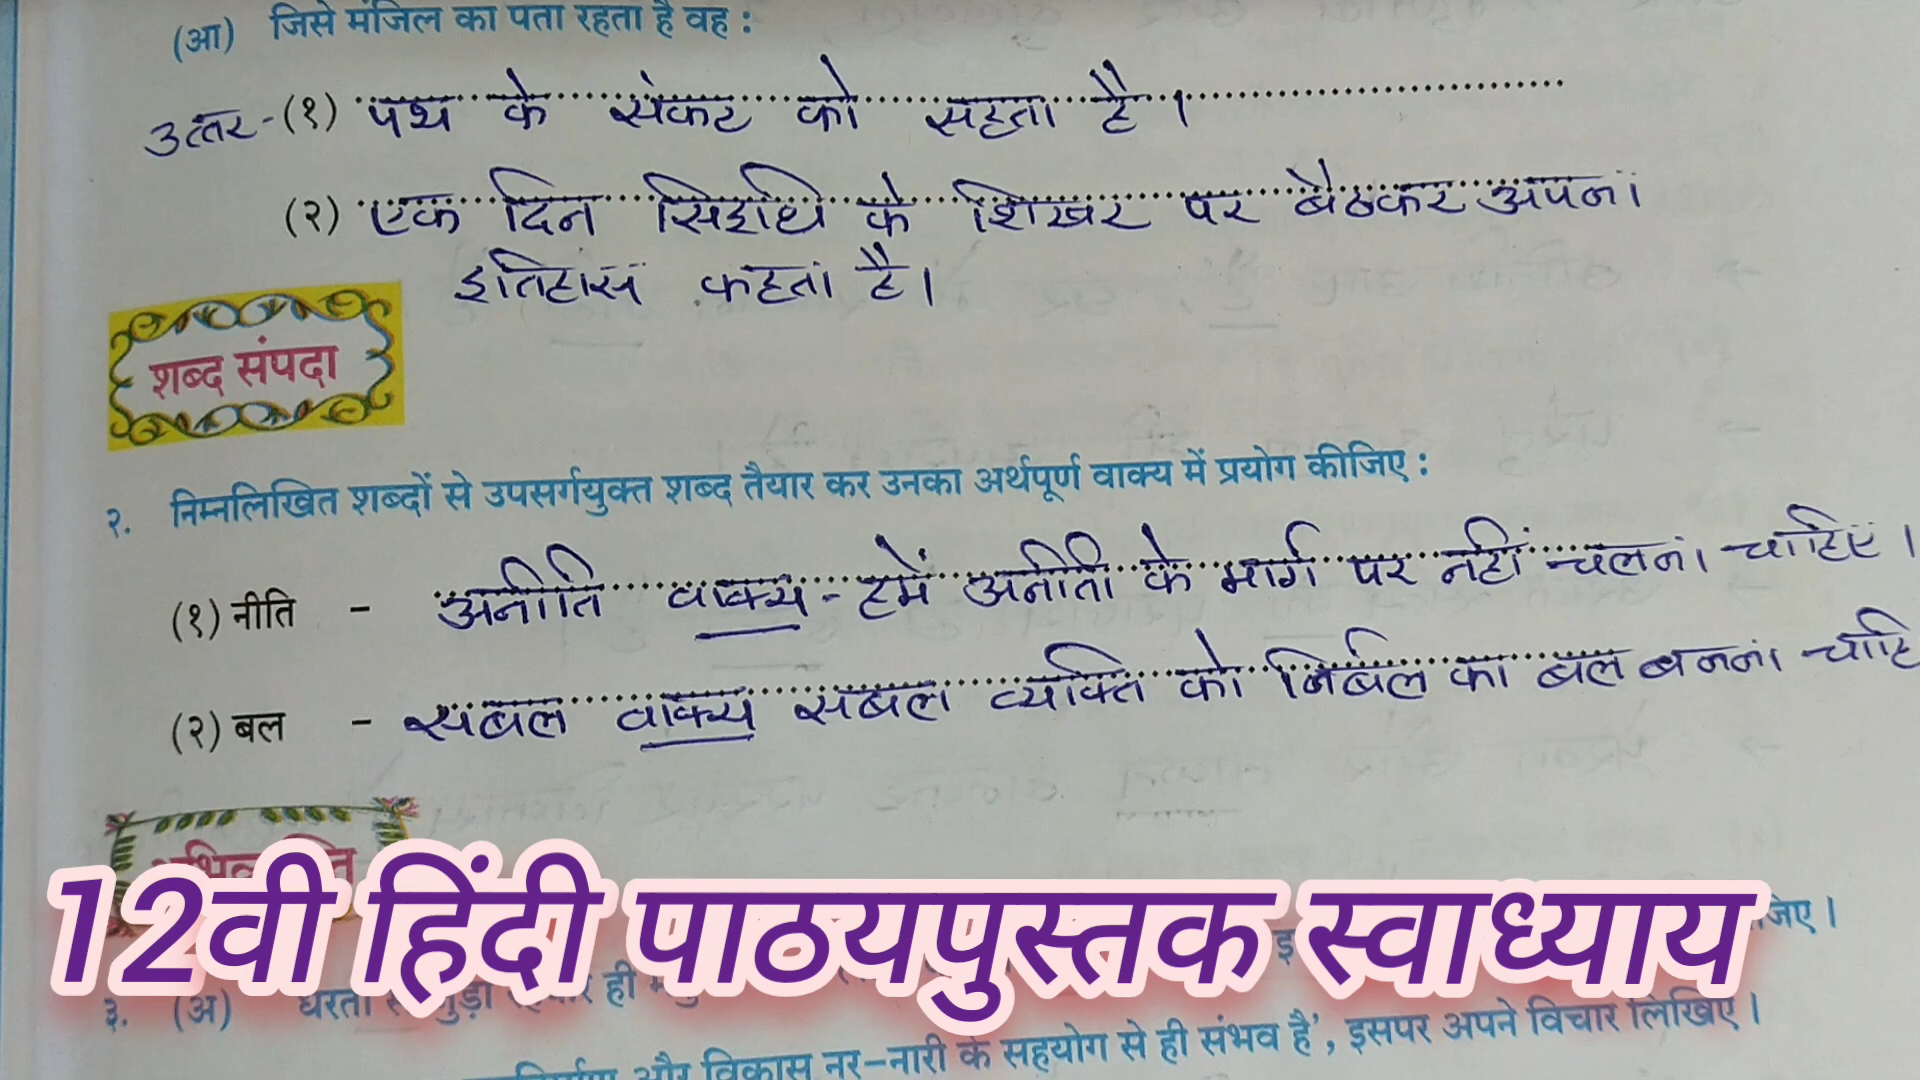 (आ) जिसे मंजिल का पता रहता है वह :
उत्तर-(१) पथ के संकट को सहता है।
(२) एक दिन सिद्धि के शिखर पर बैठकर अपना
इतिहास कहता है।
शब्द संपदा
२. निम्नलिखित शब्दों से उपसर्गयुक्त शब्द तैयार कर उनका अर्थपूर्ण वाक्य में प्रयोग कीजिए :
(१) नीति - अनीति वाक्य - हमें अनीती के मार्ग पर नहीं चलना चाहिए।
(२) बल - सबल वाक्य सबल व्यक्ति को निर्बल का बल बनना चाहि
12वी हिंदी पाठयपुस्तक स्वाध्याय
३. (अ) धरती से ही
और विकास नर-नारी के सहयोग से ही संभव है', इसपर अपने विचार लिखिए।